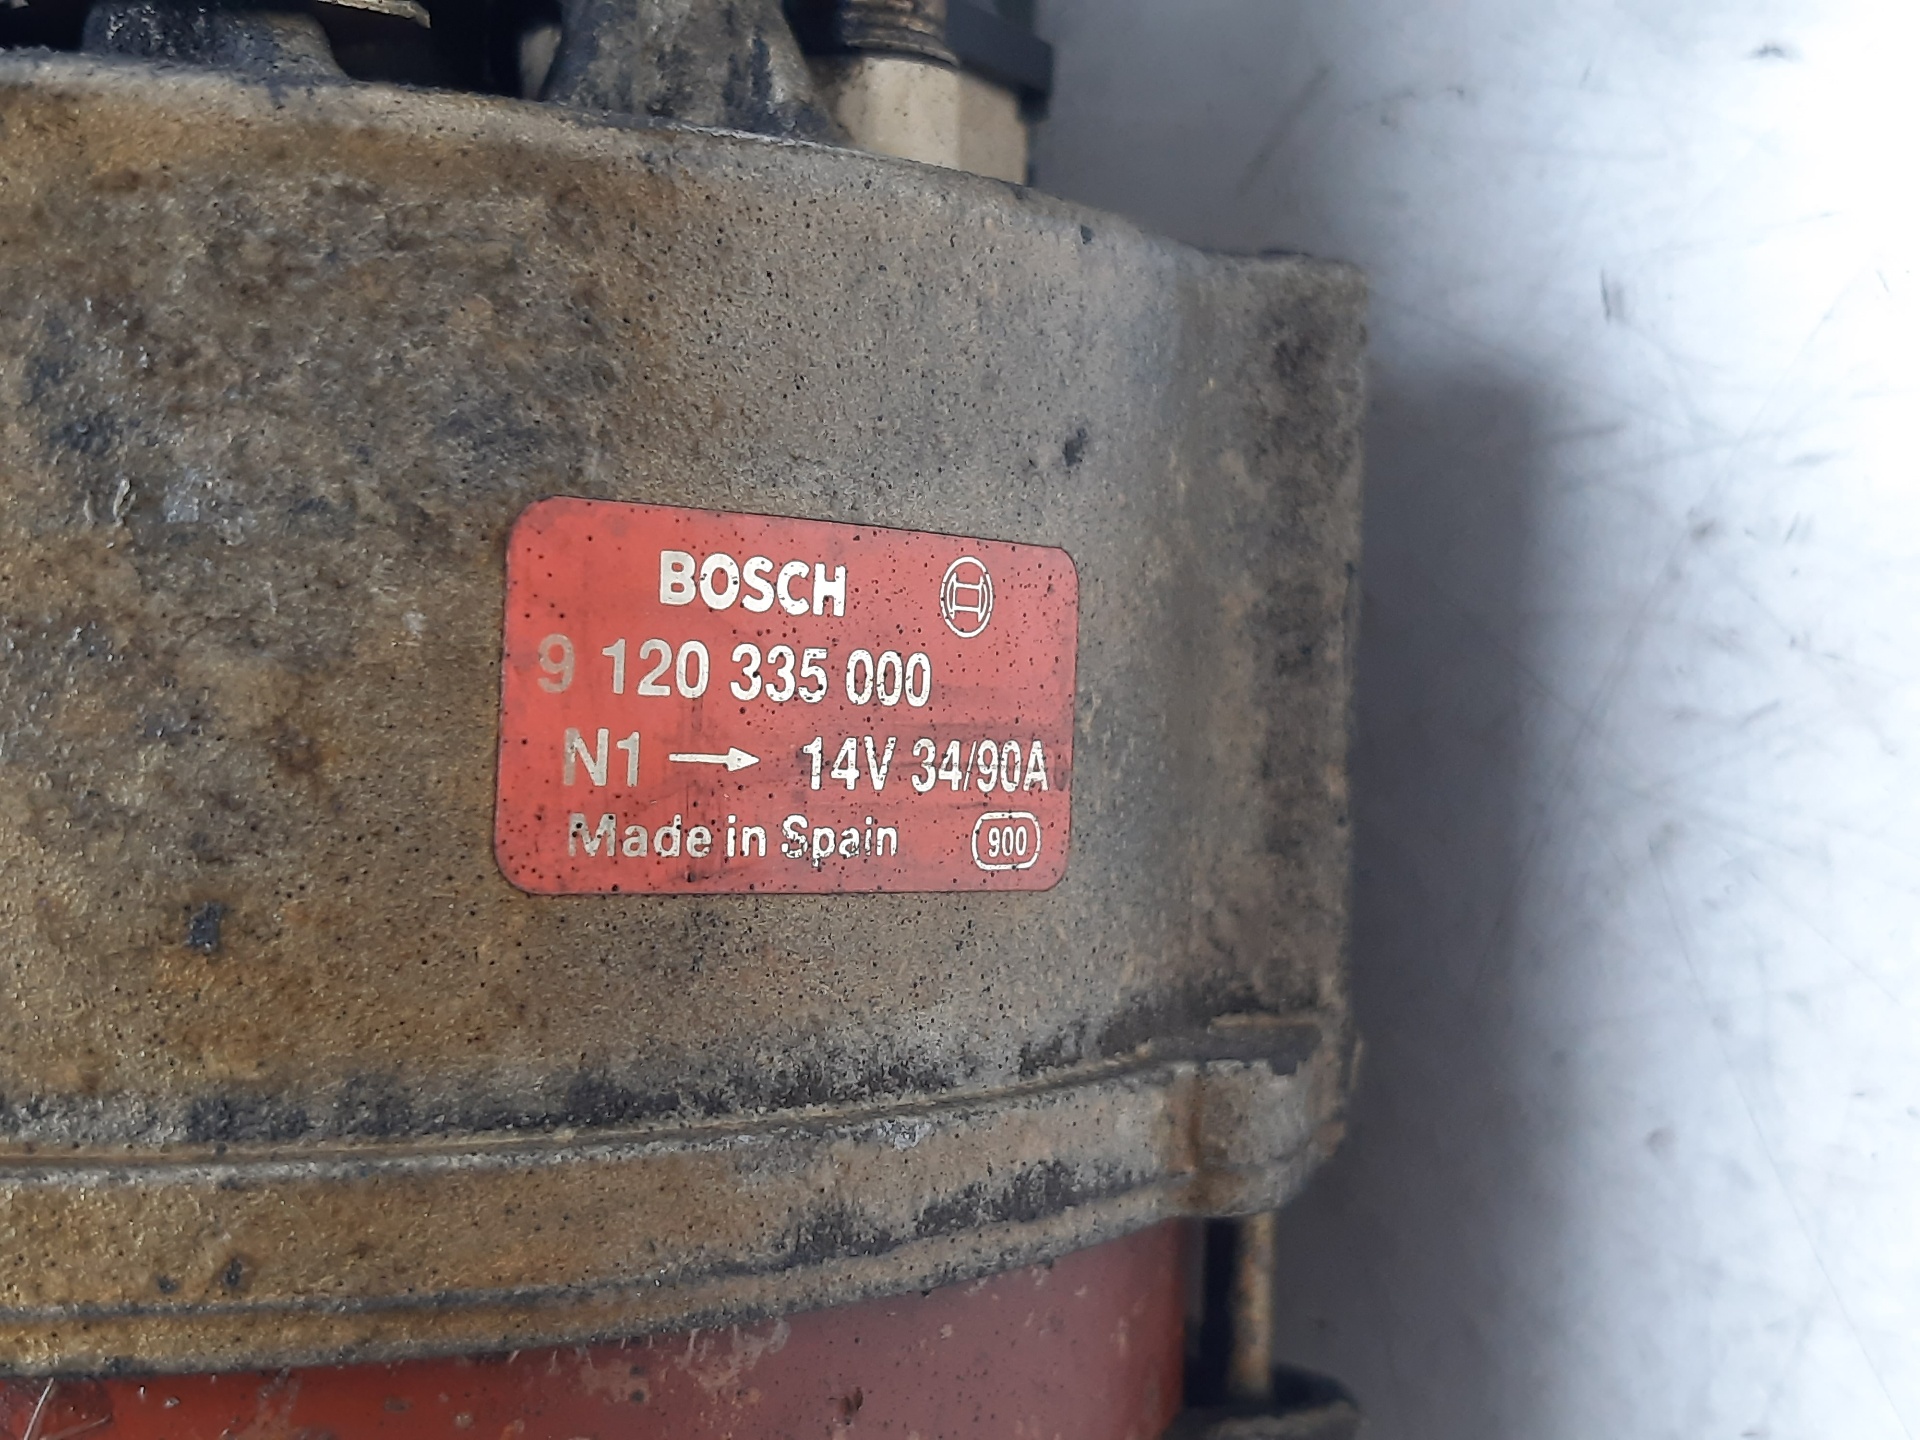 BOSCH
9 120 335 000
N1 → 14V 34/90A
Made in Spain 900